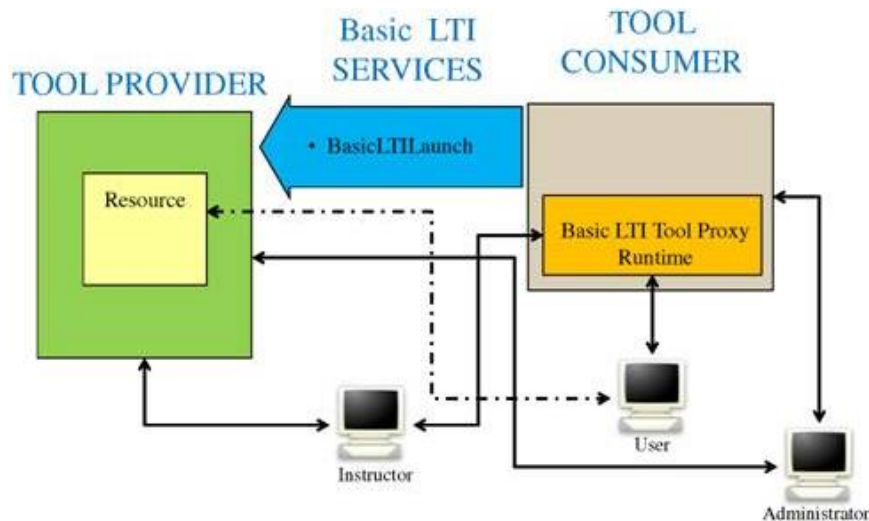 TOOL PROVIDER
Basic LTI
SERVICES
TOOL
CONSUMER
• BasicLTILaunch
Resource
Basic LTI Tool Proxy
Runtime
Instructor
User
Administrator